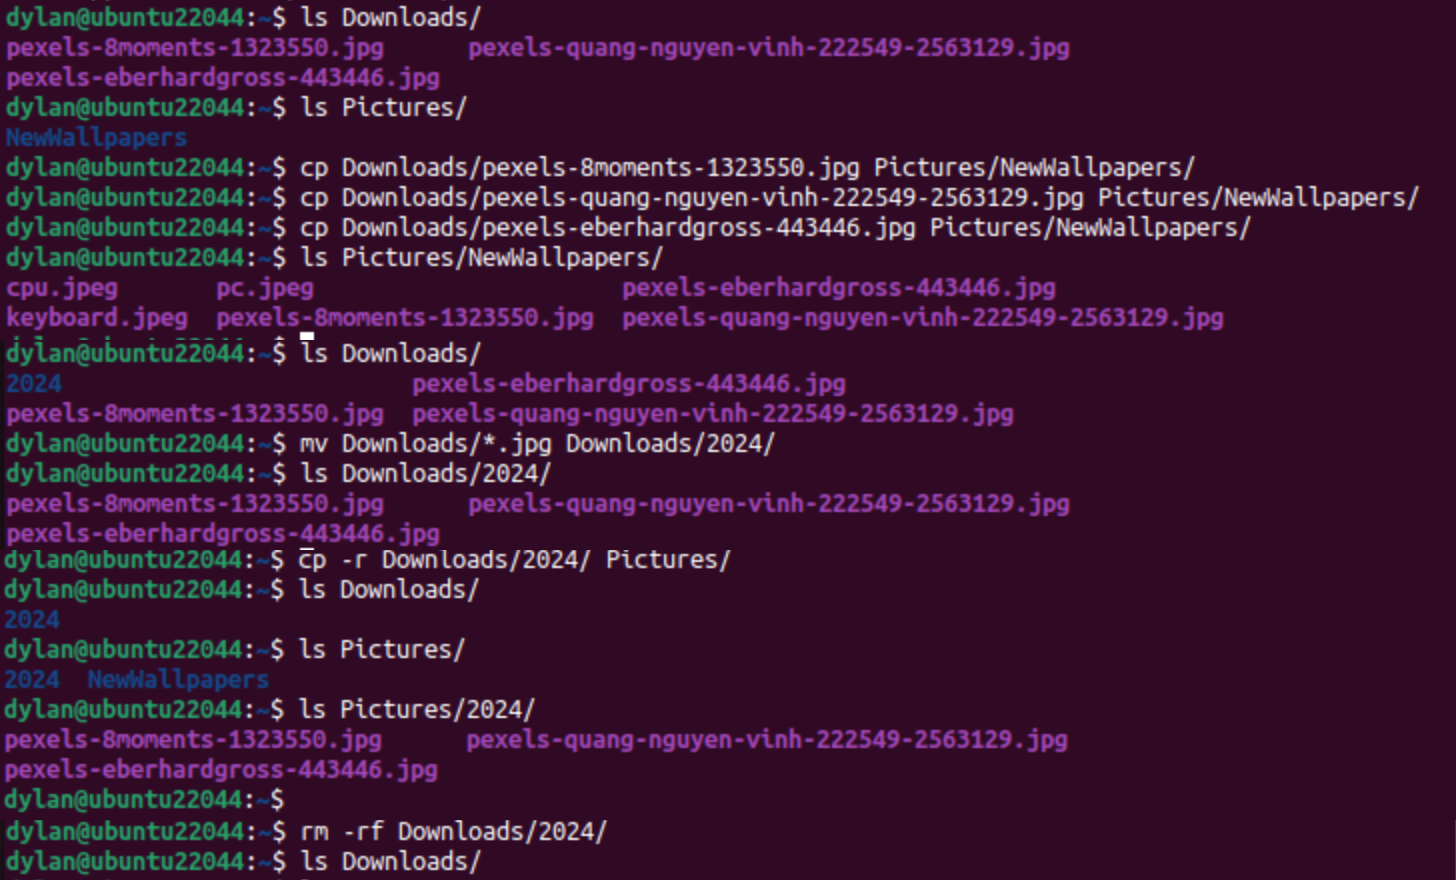 dylan@ubuntu22044:~$ ls Downloads/
pexels-8moments-1323550.jpg      pexels-quang-nguyen-vinh-222549-2563129.jpg
pexels-eberhardgross-443446.jpg
dylan@ubuntu22044:~$ ls Pictures/
NewWallpapers
dylan@ubuntu22044:~$ cp Downloads/pexels-8moments-1323550.jpg Pictures/NewWallpapers/
dylan@ubuntu22044:~$ cp Downloads/pexels-quang-nguyen-vinh-222549-2563129.jpg Pictures/NewWallpapers/
dylan@ubuntu22044:~$ cp Downloads/pexels-eberhardgross-443446.jpg Pictures/NewWallpapers/
dylan@ubuntu22044:~$ ls Pictures/NewWallpapers/
cpu.jpeg       pc.jpeg                      pexels-eberhardgross-443446.jpg
keyboard.jpeg  pexels-8moments-1323550.jpg  pexels-quang-nguyen-vinh-222549-2563129.jpg
dylan@ubuntu22044:~$ ls Downloads/
2024                         pexels-eberhardgross-443446.jpg
pexels-8moments-1323550.jpg  pexels-quang-nguyen-vinh-222549-2563129.jpg
dylan@ubuntu22044:~$ mv Downloads/*.jpg Downloads/2024/
dylan@ubuntu22044:~$ ls Downloads/2024/
pexels-8moments-1323550.jpg      pexels-quang-nguyen-vinh-222549-2563129.jpg
pexels-eberhardgross-443446.jpg
dylan@ubuntu22044:~$ cp -r Downloads/2024/ Pictures/
dylan@ubuntu22044:~$ ls Downloads/
2024
dylan@ubuntu22044:~$ ls Pictures/
2024  NewWallpapers
dylan@ubuntu22044:~$ ls Pictures/2024/
pexels-8moments-1323550.jpg      pexels-quang-nguyen-vinh-222549-2563129.jpg
pexels-eberhardgross-443446.jpg
dylan@ubuntu22044:~$
dylan@ubuntu22044:~$ rm -rf Downloads/2024/
dylan@ubuntu22044:~$ ls Downloads/